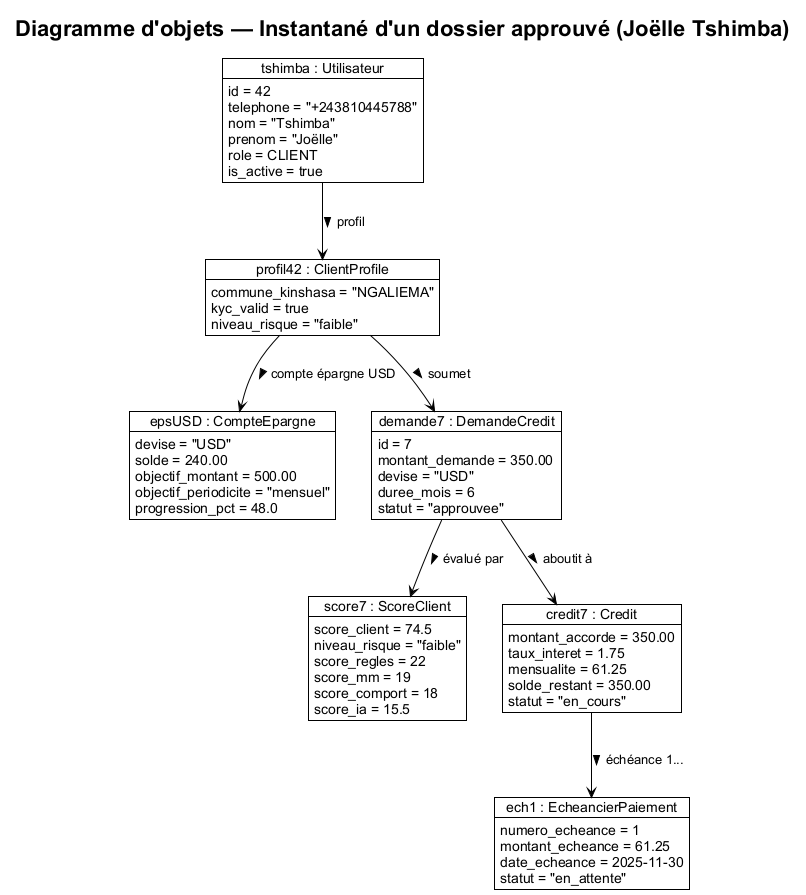 Diagramme d'objets — Instantané d'un dossier approuvé (Joëlle Tshimba)
tshimba : Utilisateur
id = 42
telephone = "+243810445788"
nom = "Tshimba"
prenom = "Joëlle"
role = CLIENT
is_active = true
profil
profil42 : ClientProfile
commune_kinshasa = "NGALIEMA"
kyc_valid = true
niveau_risque = "faible"
compte épargne USD
soumet
epsUSD : CompteEpargne
devise = "USD"
solde = 240.00
objectif_montant = 500.00
objectif_periodicite = "mensuel"
progression_pct = 48.0
demande7 : DemandeCredit
id = 7
montant_demande = 350.00
devise = "USD"
duree_mois = 6
statut = "approuvee"
évalué par
aboutit à
score7 : ScoreClient
score_client = 74.5
niveau_risque = "faible"
score_regles = 22
score_mm = 19
score_comport = 18
score_ia = 15.5
credit7 : Credit
montant_accorde = 350.00
taux_interet = 1.75
mensualite = 61.25
solde_restant = 350.00
statut = "en_cours"
échéance 1...
ech1 : EcheancierPaiement
numero_echeance = 1
montant_echeance = 61.25
date_echeance = 2025-11-30
statut = "en_attente"